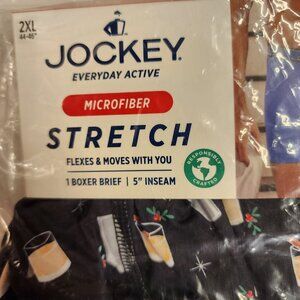 2XL
44-46"
JOCKEY®
EVERYDAY ACTIVE
MICROFIBER
STRETCH
FLEXES & MOVES WITH YOU
1 BOXER BRIEF | 5" INSEAM
RESPONSIBLY
CRAFTED